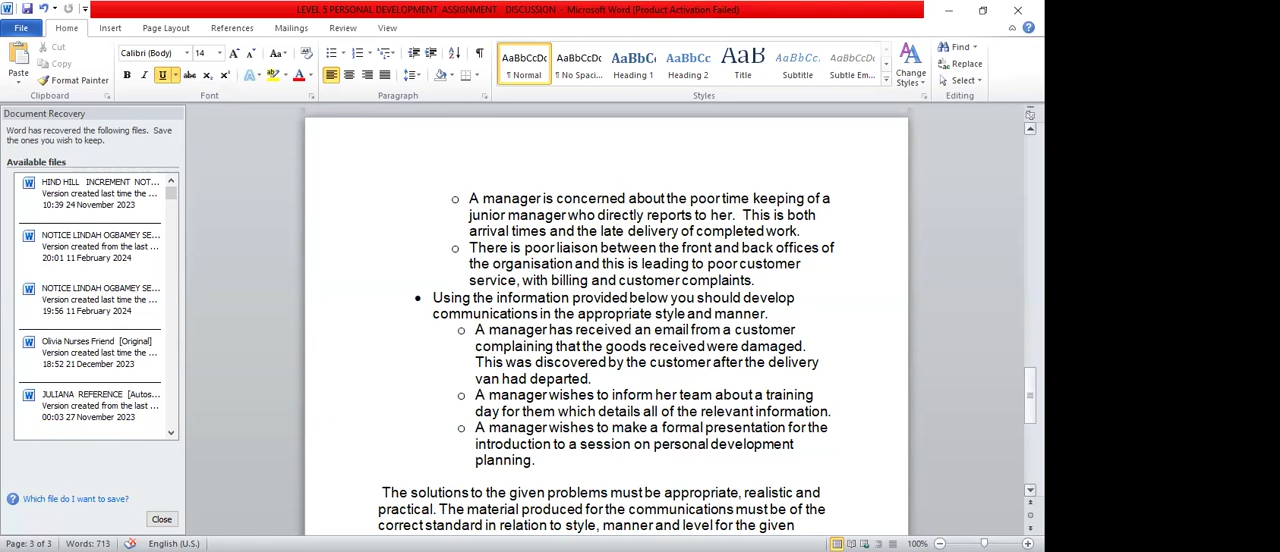 LEVEL 5 PERSONAL DEVELOPMENT ASSIGNMENT DISCUSSION - Microsoft Word (Product Activation Failed)
File Home Insert Page Layout References Mailings Review View
Paste
Cut
Copy
Format Painter
Clipboard
Calibri (Body) 14
B I U abc X₂ X²
Font
Paragraph
AaBbCcDc AaBbCcDc AaBbCc AaBbCc AaB AaBbCc. AaBbCcDc
¶ Normal ¶ No Spaci... Heading 1 Heading 2 Title Subtitle Subtle Em...
Change
Styles
Styles
Find
Replace
Select
Editing
Document Recovery
Word has recovered the following files. Save
the ones you wish to keep.
Available files
HIND HILL INCREMENT NOT...
Version created last time the ...
10:39 24 November 2023
NOTICE LINDAH OGBAMEY SE...
Version created from the last ...
20:01 11 February 2024
NOTICE LINDAH OGBAMEY SE...
Version created from the last ...
19:56 11 February 2024
Olivia Nurses Friend [Original]
Version created last time the ...
18:52 21 December 2023
JULIANA REFERENCE [Autos...
Version created from the last ...
00:03 27 November 2023
Which file do I want to save?
Close
o A manager is concerned about the poor time keeping of a
junior manager who directly reports to her. This is both
arrival times and the late delivery of completed work.
o There is poor liaison between the front and back offices of
the organisation and this is leading to poor customer
service, with billing and customer complaints.
• Using the information provided below you should develop
communications in the appropriate style and manner.
o A manager has received an email from a customer
complaining that the goods received were damaged.
This was discovered by the customer after the delivery
van had departed.
o A manager wishes to inform her team about a training
day for them which details all of the relevant information.
o A manager wishes to make a formal presentation for the
introduction to a session on personal development
planning.
The solutions to the given problems must be appropriate, realistic and
practical. The material produced for the communications must be of the
correct standard in relation to style, manner and level for the given
Page: 3 of 3 Words: 713 English (U.S.) 100%